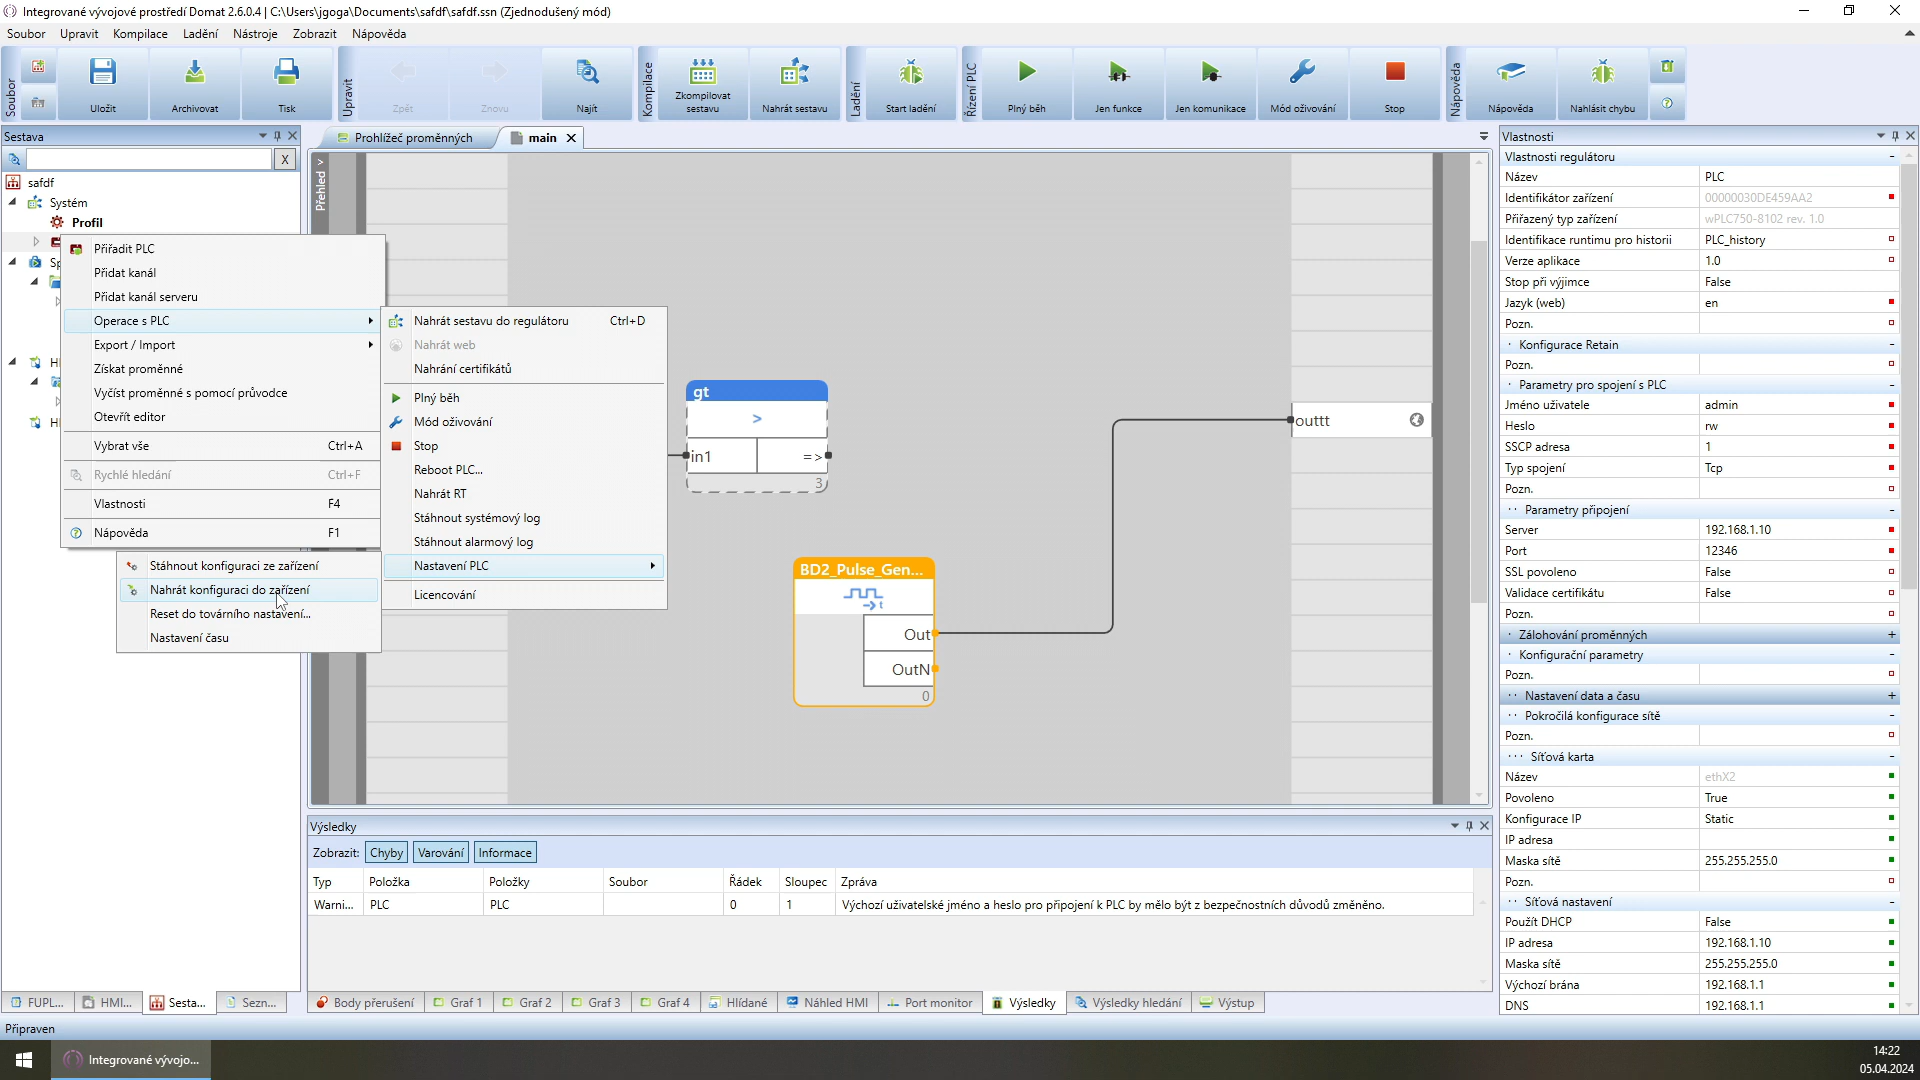 Integrované vývojové prostředí Domat 2.6.0.4 | C:\Users\jgoga\Documents\safdf\safdf.ssn (Zjednodušený mód)
Soubor Upravit Kompilace Ladění Nástroje Zobrazit Nápověda
Soubor Uložit Archivovat Tisk Upravit Zpět Znovu Najít Kompilace Zkompilovat sestavu Nahrát sestavu Ladění Start ladění Řízení PLC Plný běh Jen funkce Jen komunikace Mód oživování Stop Nápověda Nápověda Nahlásit chybu
Sestava
X
safdf
Systém
Profil
Sp
HI
HI
Přiřadit PLC
Přidat kanál
Přidat kanál serveru
Operace s PLC
Export / Import
Získat proměnné
Vyčíst proměnné s pomocí průvodce
Otevřít editor
Vybrat vše Ctrl+A
Rychlé hledání Ctrl+F
Vlastnosti F4
Nápověda F1
Nahrát sestavu do regulátoru Ctrl+D
Nahrát web
Nahrání certifikátů
Plný běh
Mód oživování
Stop
Reboot PLC...
Nahrát RT
Stáhnout systémový log
Stáhnout alarmový log
Nastavení PLC
Licencování
Stáhnout konfiguraci ze zařízení
Nahrát konfiguraci do zařízení
Reset do továrního nastavení...
Nastavení času
FUPL... HMI... Sesta... Sezn...
Prohlížeč proměnných main
Přehled >
gt
>
in1 =>
3
BD2_Pulse_Gen...
t
Out
OutN
0
outtt
Výsledky
Zobrazit: Chyby Varování Informace
Typ Položka Položky Soubor Řádek Sloupec Zpráva
Warni... PLC PLC 0 1 Výchozí uživatelské jméno a heslo pro připojení k PLC by mělo být z bezpečnostních důvodů změněno.
Body přerušení Graf 1 Graf 2 Graf 3 Graf 4 Hlídané Náhled HMI Port monitor Výsledky Výsledky hledání Výstup
Vlastnosti
Vlastnosti regulátoru
Název PLC
Identifikátor zařízení 00000030DE459AA2
Přiřazený typ zařízení wPLC750-8102 rev. 1.0
Identifikace runtimu pro historii PLC_history
Verze aplikace 1.0
Stop při výjimce False
Jazyk (web) en
Pozn.
· Konfigurace Retain
Pozn.
· Parametry pro spojení s PLC
Jméno uživatele admin
Heslo rw
SSCP adresa 1
Typ spojení Tcp
Pozn.
·· Parametry připojení
Server 192.168.1.10
Port 12346
SSL povoleno False
Validace certifikátu False
Pozn.
· Zálohování proměnných
· Konfigurační parametry
Pozn.
·· Nastavení data a času
·· Pokročilá konfigurace sítě
Pozn.
··· Síťová karta
Název ethX2
Povoleno True
Konfigurace IP Static
IP adresa
Maska sítě 255.255.255.0
Pozn.
·· Síťová nastavení
Použít DHCP False
IP adresa 192.168.1.10
Maska sítě 255.255.255.0
Výchozí brána 192.168.1.1
DNS 192.168.1.1
Připraven
Integrované vývojo...
14:22
05.04.2024